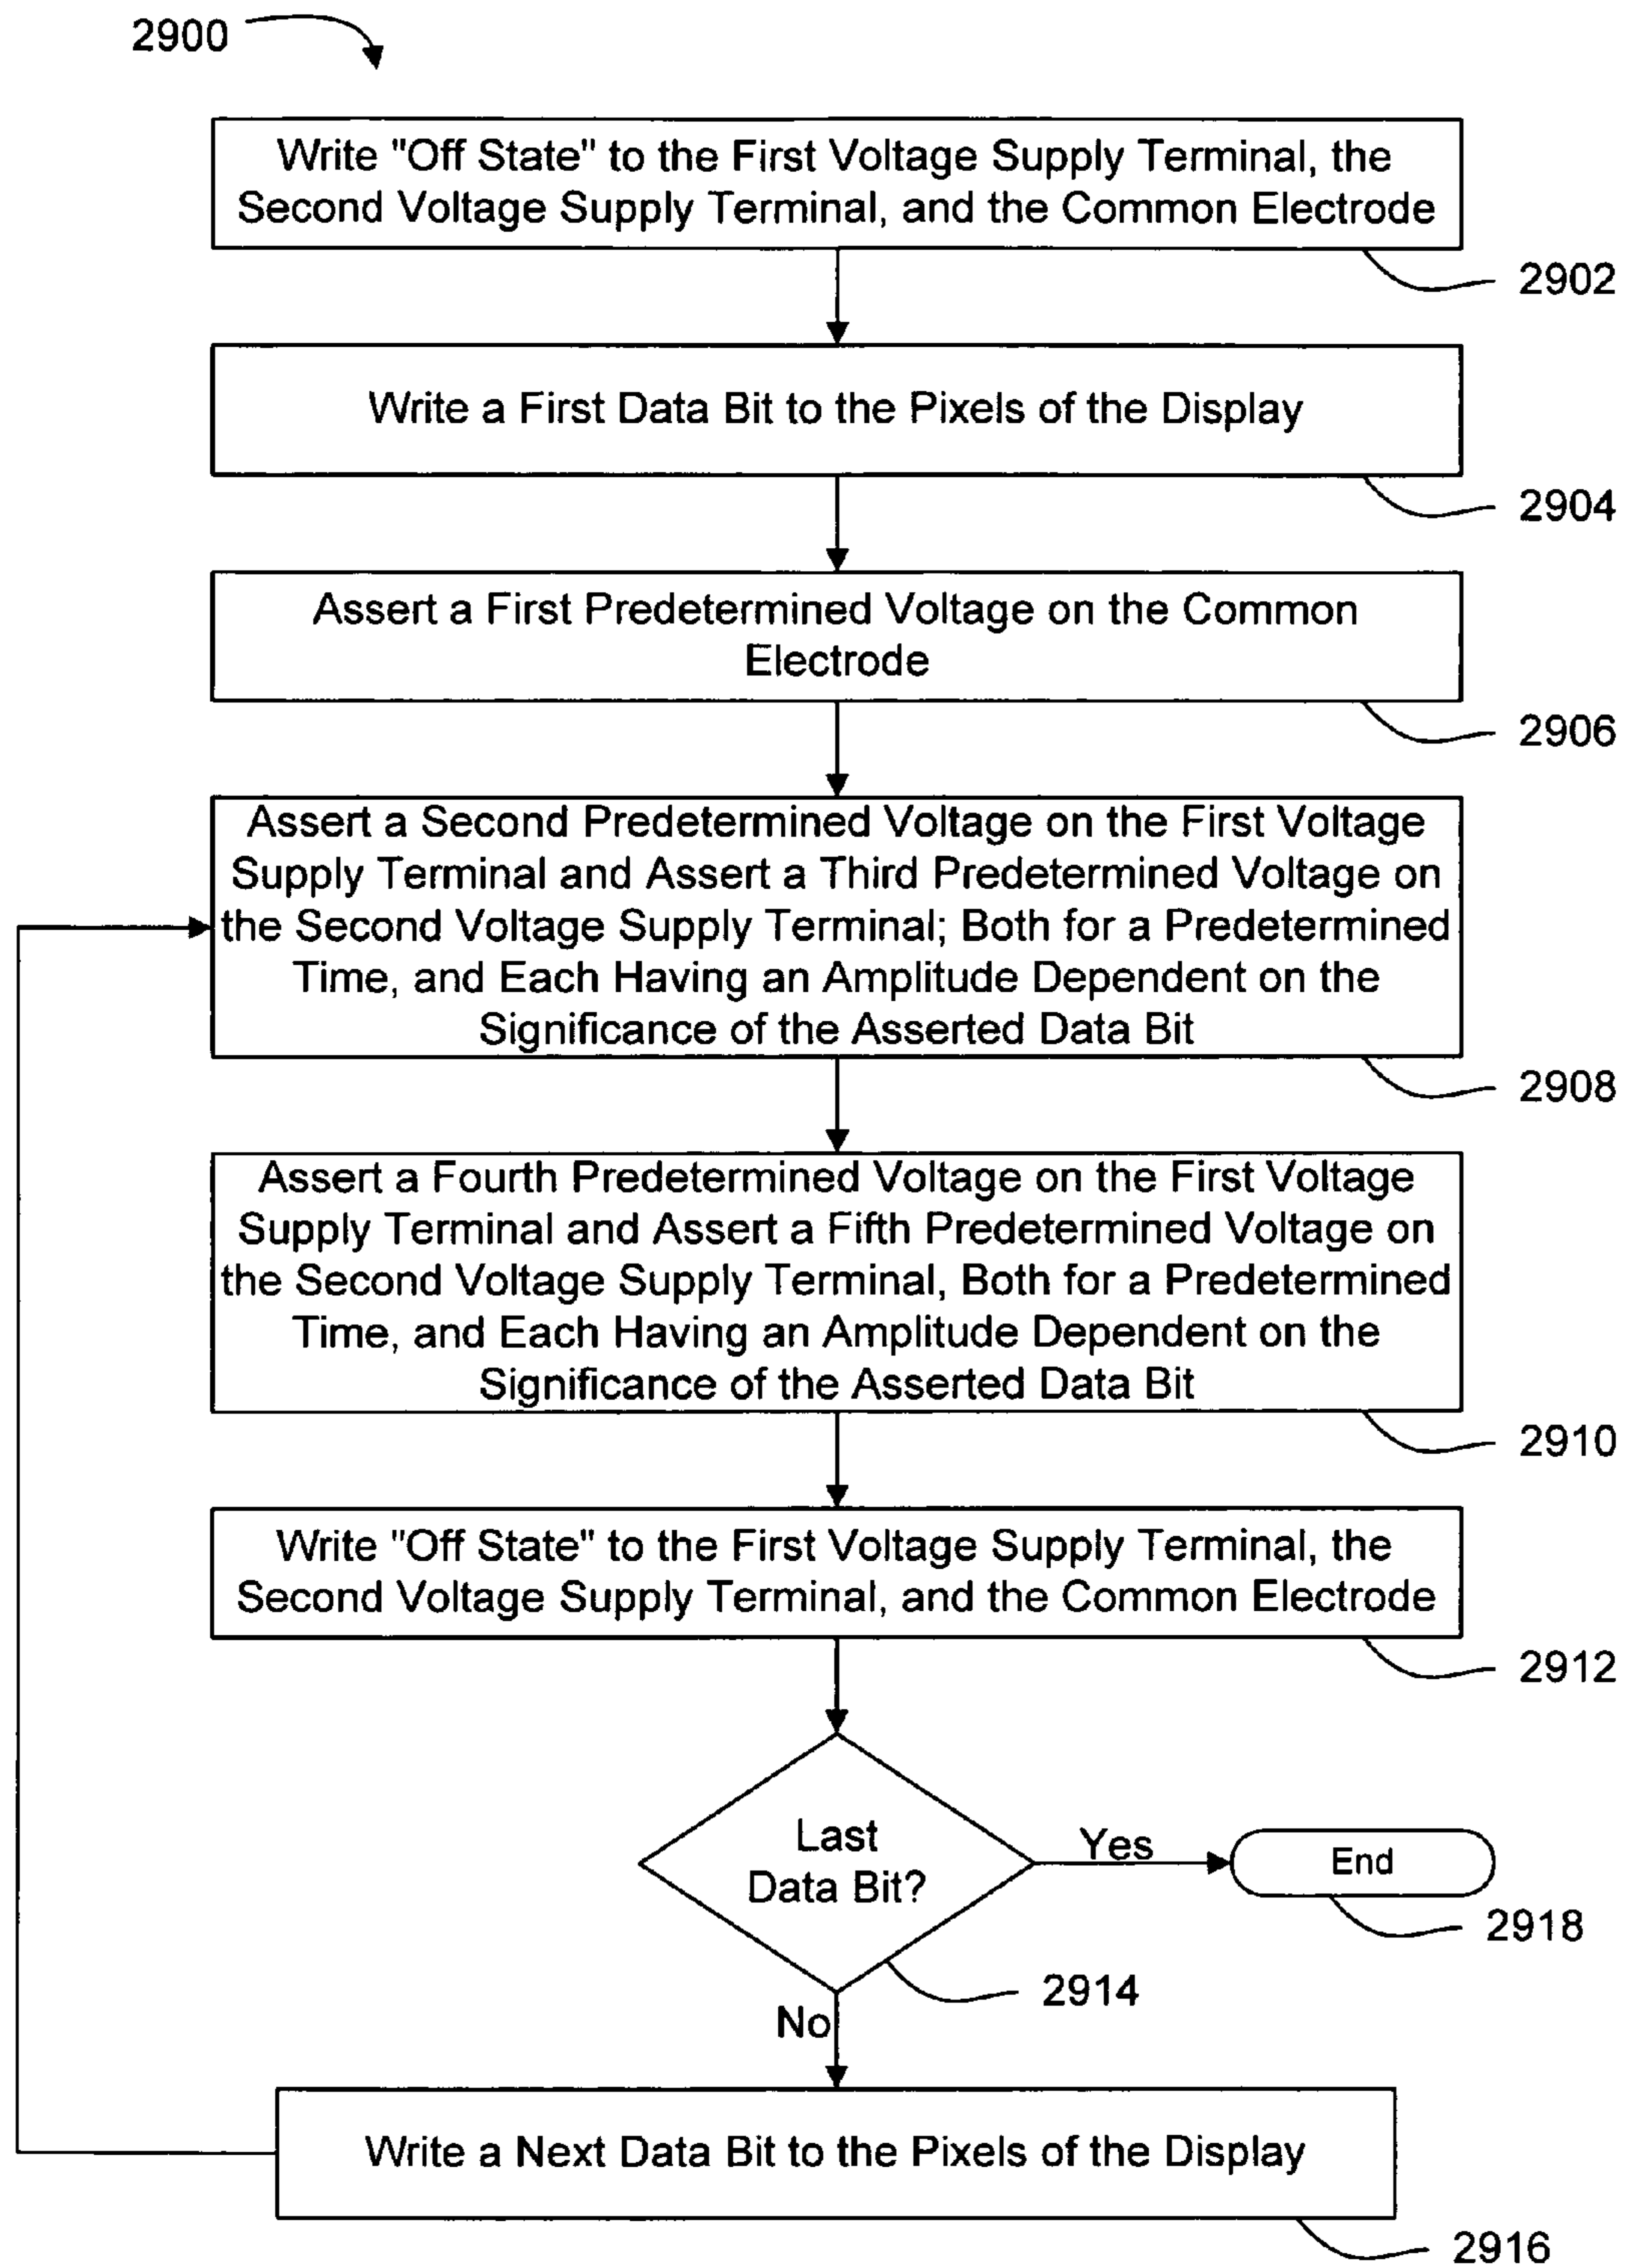 2900
Write "Off State" to the First Voltage Supply Terminal, the
Second Voltage Supply Terminal, and the Common Electrode
2902
Write a First Data Bit to the Pixels of the Display
2904
Assert a First Predetermined Voltage on the Common
Electrode
2906
Assert a Second Predetermined Voltage on the First Voltage
Supply Terminal and Assert a Third Predetermined Voltage on
the Second Voltage Supply Terminal; Both for a Predetermined
Time, and Each Having an Amplitude Dependent on the
Significance of the Asserted Data Bit
2908
Assert a Fourth Predetermined Voltage on the First Voltage
Supply Terminal and Assert a Fifth Predetermined Voltage on
the Second Voltage Supply Terminal, Both for a Predetermined
Time, and Each Having an Amplitude Dependent on the
Significance of the Asserted Data Bit
2910
Write "Off State" to the First Voltage Supply Terminal, the
Second Voltage Supply Terminal, and the Common Electrode
2912
Last
Data Bit?
Yes
End
2918
2914
No
Write a Next Data Bit to the Pixels of the Display
2916